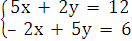 5x + 2y = 12
– 2x + 5y = 6